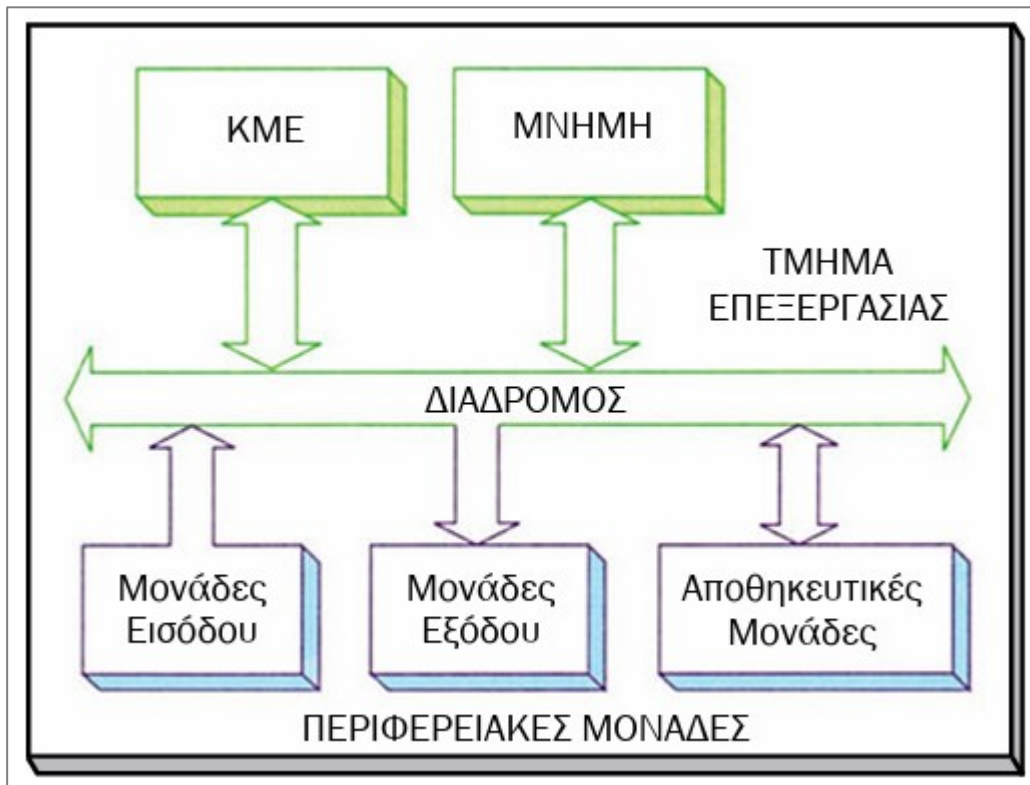 ΚΜΕ
ΜΝΗΜΗ
ΤΜΗΜΑ
ΕΠΕΞΕΡΓΑΣΙΑΣ
ΔΙΑΔΡΟΜΟΣ
Μονάδες
Εισόδου
Μονάδες
Εξόδου
Αποθηκευτικές
Μονάδες
ΠΕΡΙΦΕΡΕΙΑΚΕΣ ΜΟΝΑΔΕΣ